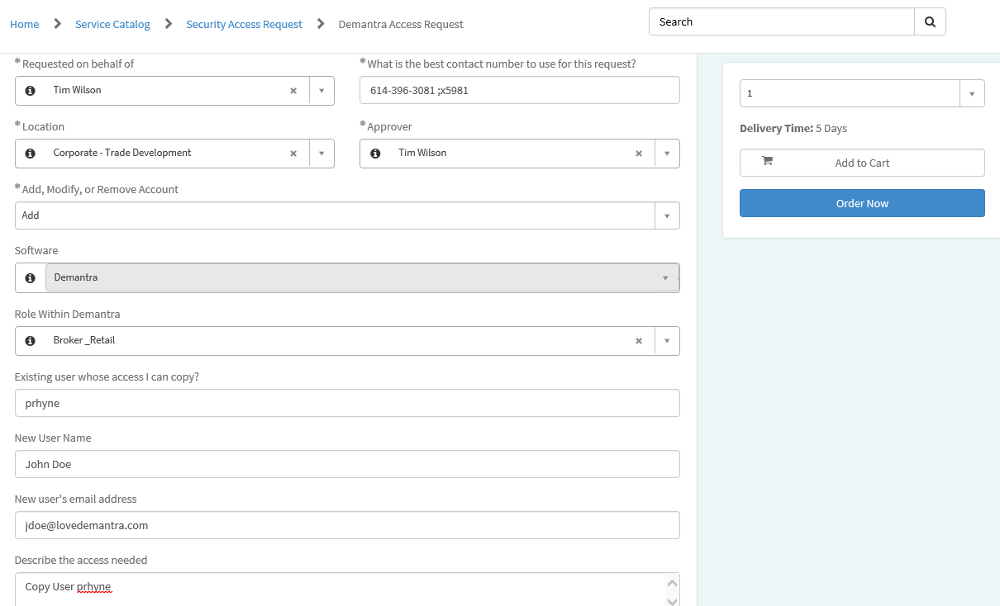 Home > Service Catalog > Security Access Request > Demantra Access Request
Search
* Requested on behalf of
Tim Wilson
* What is the best contact number to use for this request?
614-396-3081 ;x5981
* Location
Corporate - Trade Development
* Approver
Tim Wilson
* Add, Modify, or Remove Account
Add
Software
Demantra
Role Within Demantra
Broker_Retail
Existing user whose access I can copy?
prhyne
New User Name
John Doe
New user's email address
jdoe@lovedemantra.com
Describe the access needed
Copy User prhyne
1
Delivery Time: 5 Days
Add to Cart
Order Now